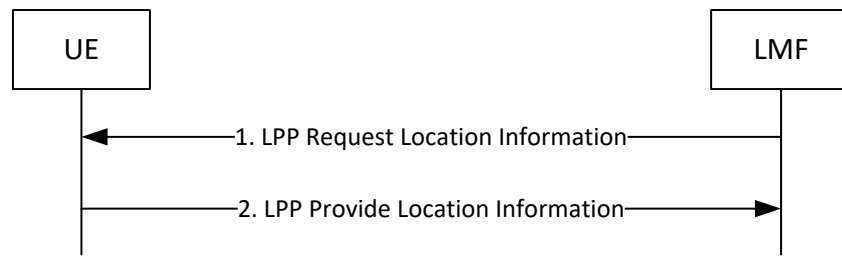 UE
LMF
1. LPP Request Location Information
2. LPP Provide Location Information